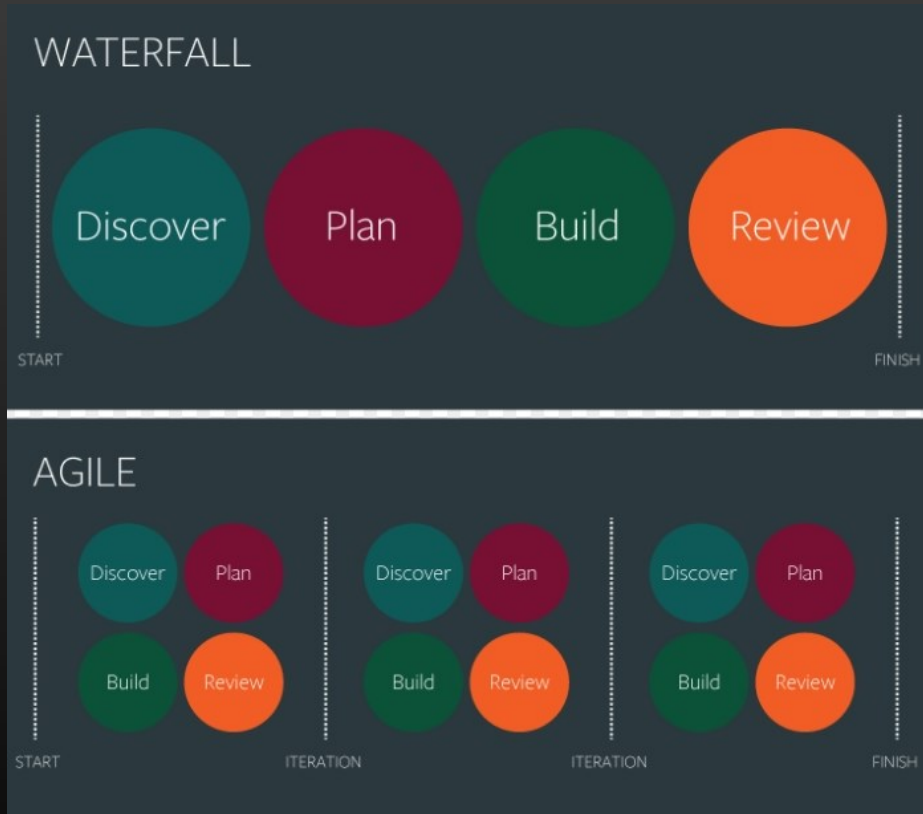 WATERFALL
Discover Plan Build Review
START FINISH
AGILE
Discover Plan Discover Plan Discover Plan
Build Review Build Review Build Review
START ITERATION ITERATION FINISH